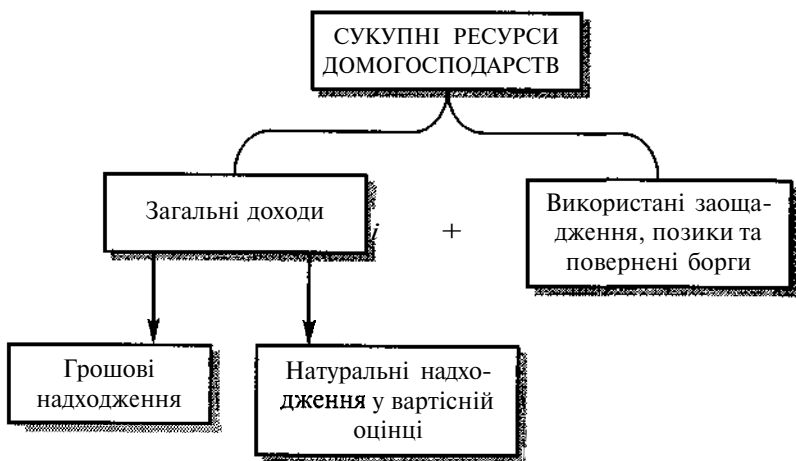 СУКУПНІ РЕСУРСИ
ДОМОГОСПОДАРСТВ
Загальні доходи
+
Використані заоща-
дження, позики та
повернені борги
Грошові
надходження
Натуральні надхо-
дження у вартісній
оцінці